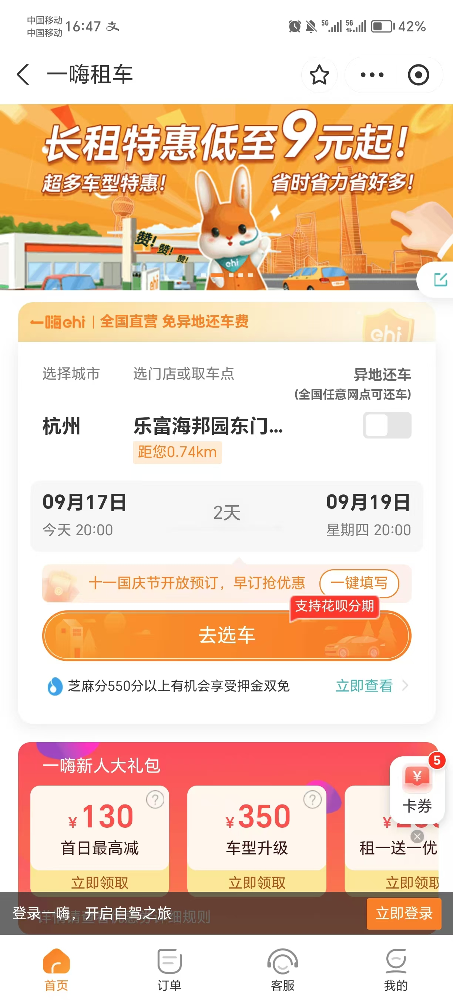 中国移动
中国移动
16:47
5G
5G
42%
一嗨租车
长租特惠低至9元起!
超多车型特惠!
省时省力省好多!
赞!
赞!
赞!
ehi
ehi
一嗨ehi | 全国直营 免异地还车费
ehi
选择城市
选门店或取车点
异地还车
(全国任意网点可还车)
杭州
乐富海邦园东门...
距您0.74km
09月17日
2天
09月19日
今天 20:00
星期四 20:00
十一国庆节开放预订，早订抢优惠
一键填写
支持花呗分期
去选车
芝麻分550分以上有机会享受押金双免
立即查看
一嗨新人大礼包
5
¥
卡券
¥130
首日最高减
立即领取
¥350
车型升级
立即领取
¥
租一送一优
立即领取
登录一嗨，开启自驾之旅
立即登录
首页
订单
客服
我的